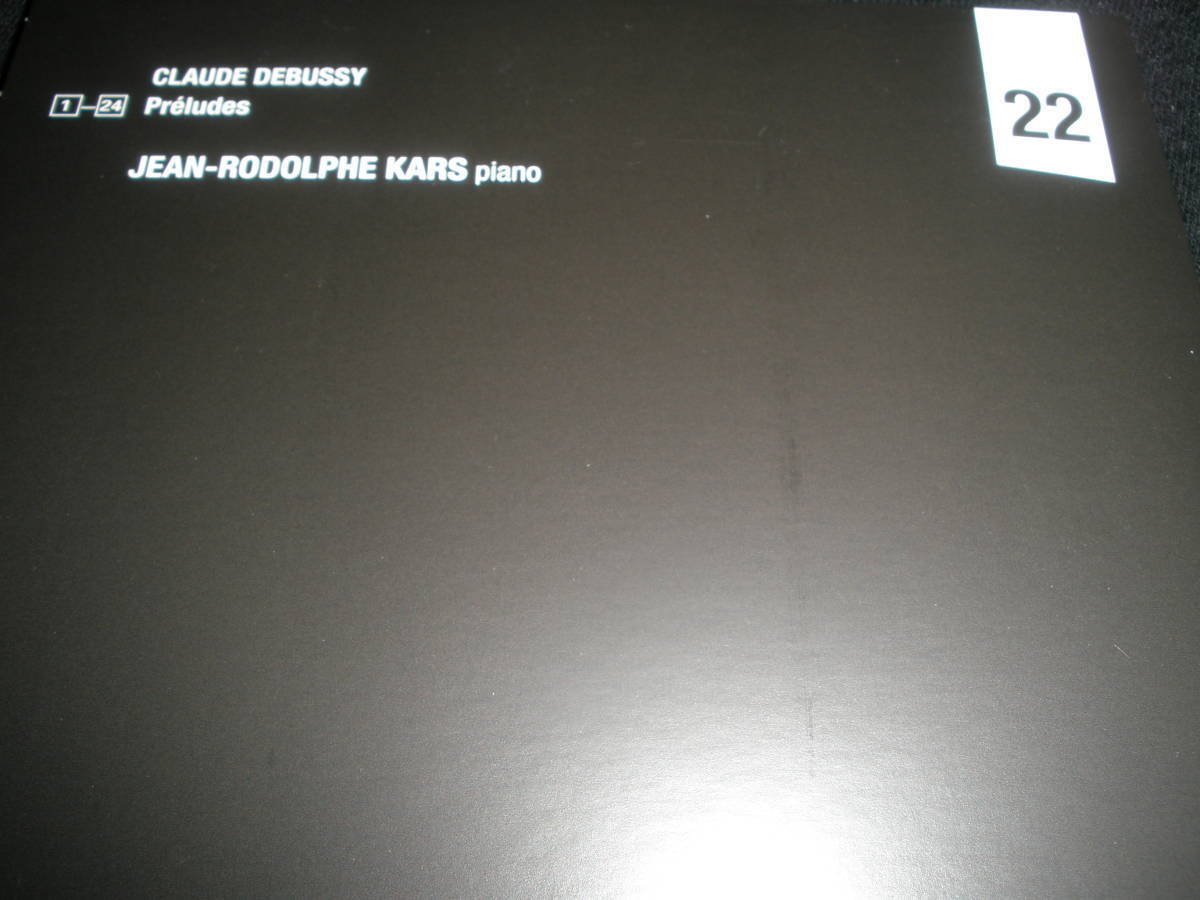 CLAUDE DEBUSSY
1–24 Préludes
JEAN-RODOLPHE KARS piano
22